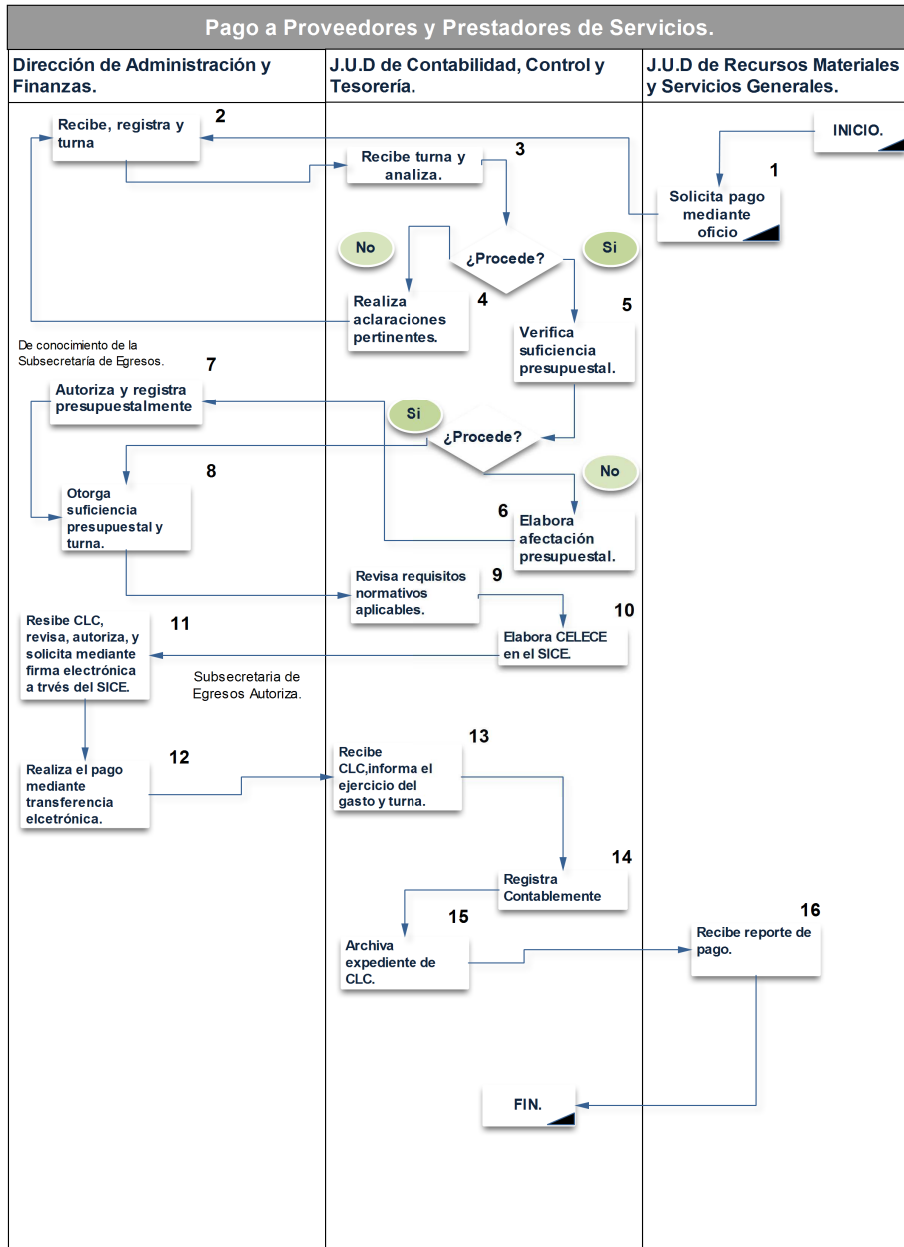 Pago a Proveedores y Prestadores de Servicios.
Dirección de Administración y
Finanzas.
J.U.D de Contabilidad, Control y
Tesorería.
J.U.D de Recursos Materiales
y Servicios Generales.
INICIO.
1
Solicita pago
mediante
oficio
2
Recibe, registra y
turna
3
Recibe turna y
analiza.
¿Procede?
No
Si
4
Realiza
aclaraciones
pertinentes.
5
Verifica
suficiencia
presupuestal.
De conocimiento de la
Subsecretaría de Egresos.
7
Autoriza y registra
presupuestalmente
Si
¿Procede?
No
8
Otorga
suficiencia
presupuestal y
turna.
6
Elabora
afectación
presupuestal.
9
Revisa requisitos
normativos
aplicables.
10
Elabora CELECE
en el SICE.
11
Resibe CLC,
revisa, autoriza, y
solicita mediante
firma electrónica
a trvés del SICE.
Subsecretaria de
Egresos Autoriza.
12
Realiza el pago
mediante
transferencia
elcetrónica.
13
Recibe
CLC,informa el
ejercicio del
gasto y turna.
14
Registra
Contablemente
15
Archiva
expediente de
CLC.
16
Recibe reporte de
pago.
FIN.